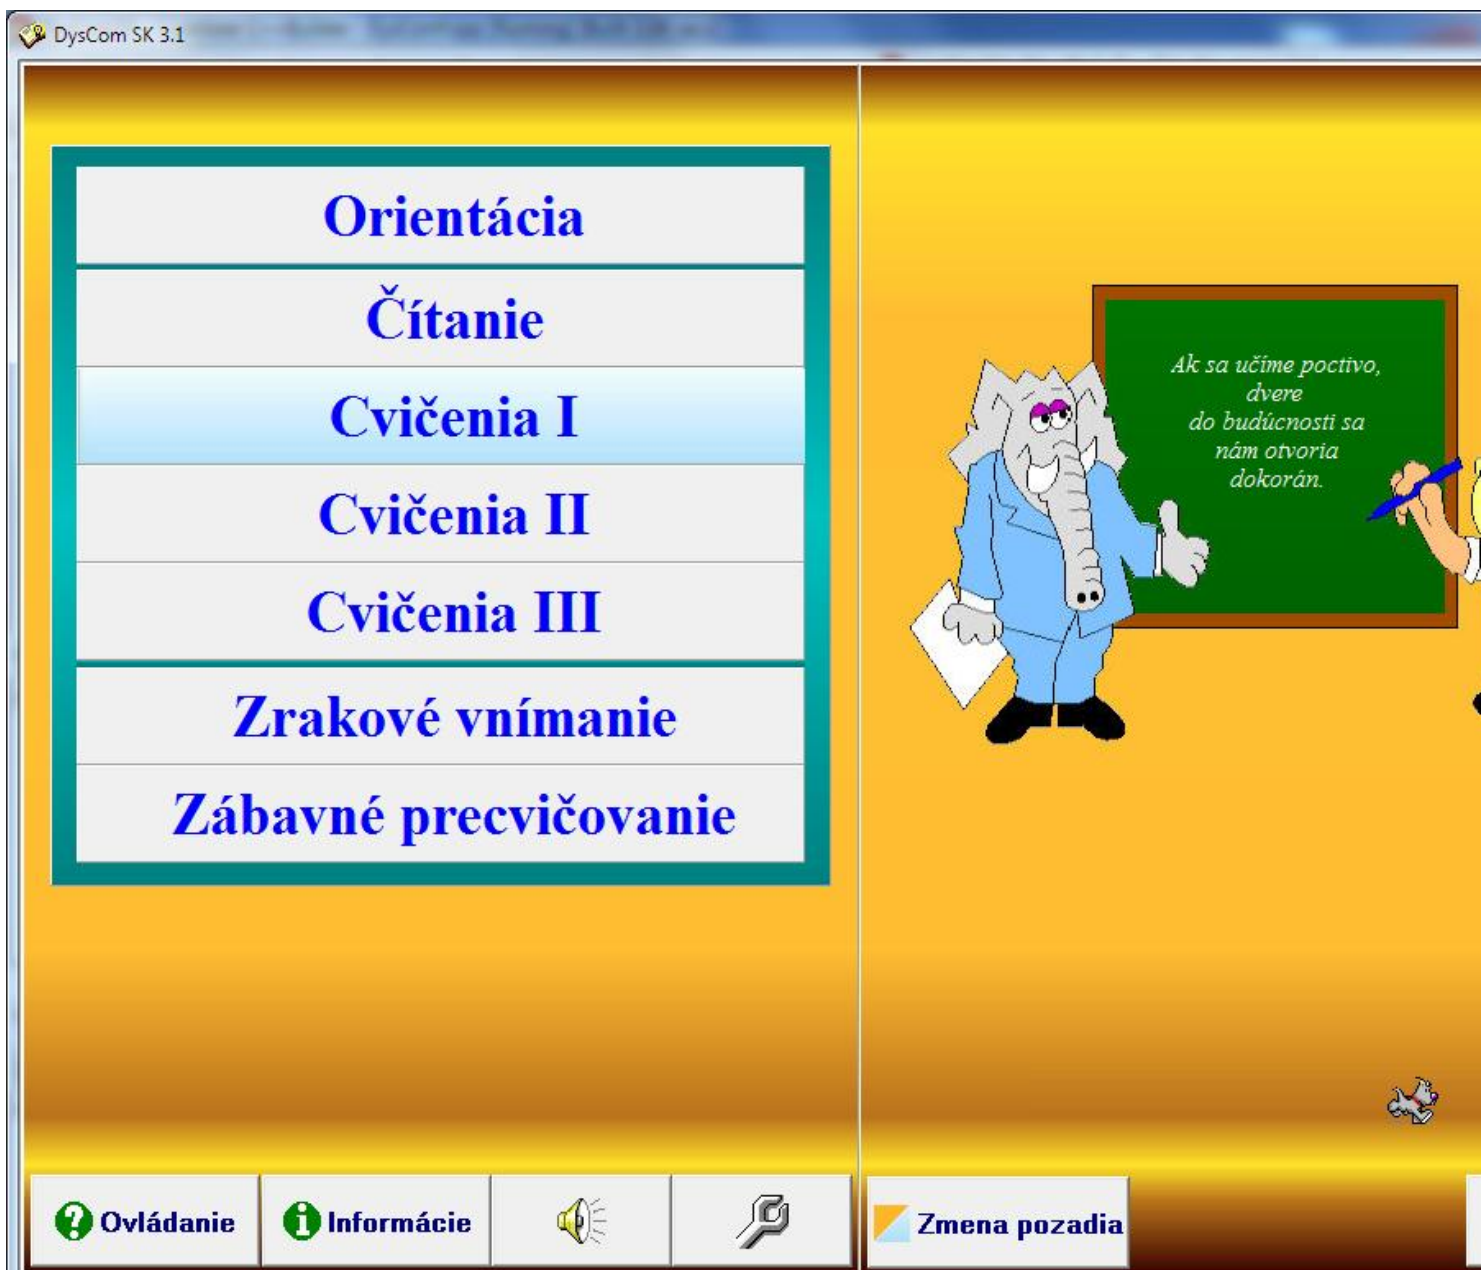 DysCom SK 3.1
Orientácia
Čítanie
Cvičenia I
Cvičenia II
Cvičenia III
Zrakové vnímanie
Zábavné precvičovanie
Ak sa učíme poctivo,
dvere
do budúcnosti sa
nám otvoria
dokorán.
Ovládanie
Informácie
Zmena pozadia